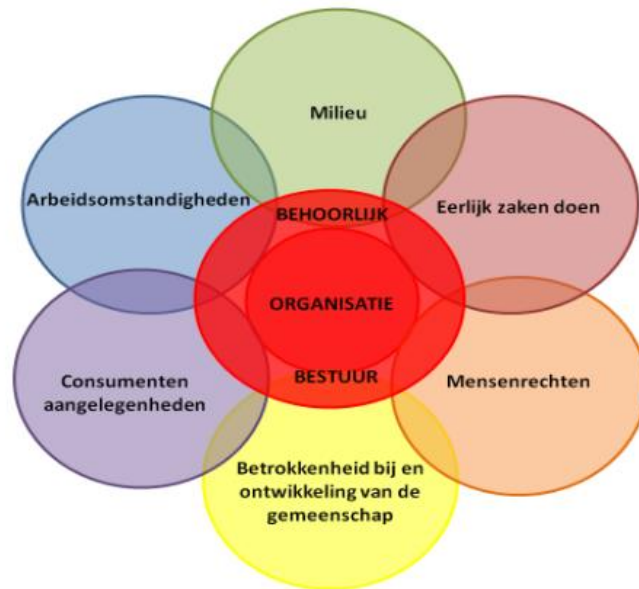 Milieu
Arbeidsomstandigheden
BEHOORLIJK
Eerlijk zaken doen
ORGANISATIE
BESTUUR
Consumenten
aangelegenheden
Mensenrechten
Betrokkenheid bij en
ontwikkeling van de
gemeenschap